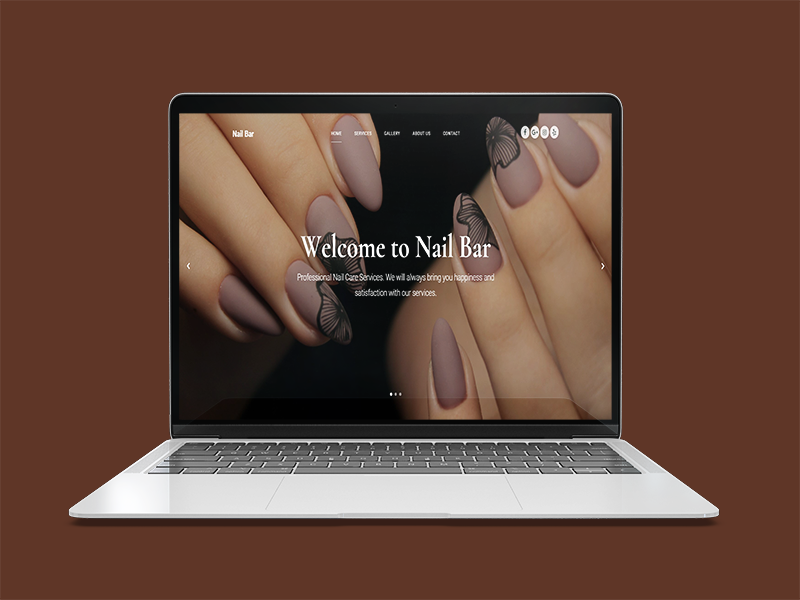 Nail Bar
HOME SERVICES GALLERY ABOUT US CONTACT
Welcome to Nail Bar
Professional Nail Care Services. We will always bring you happiness and
satisfaction with our services.